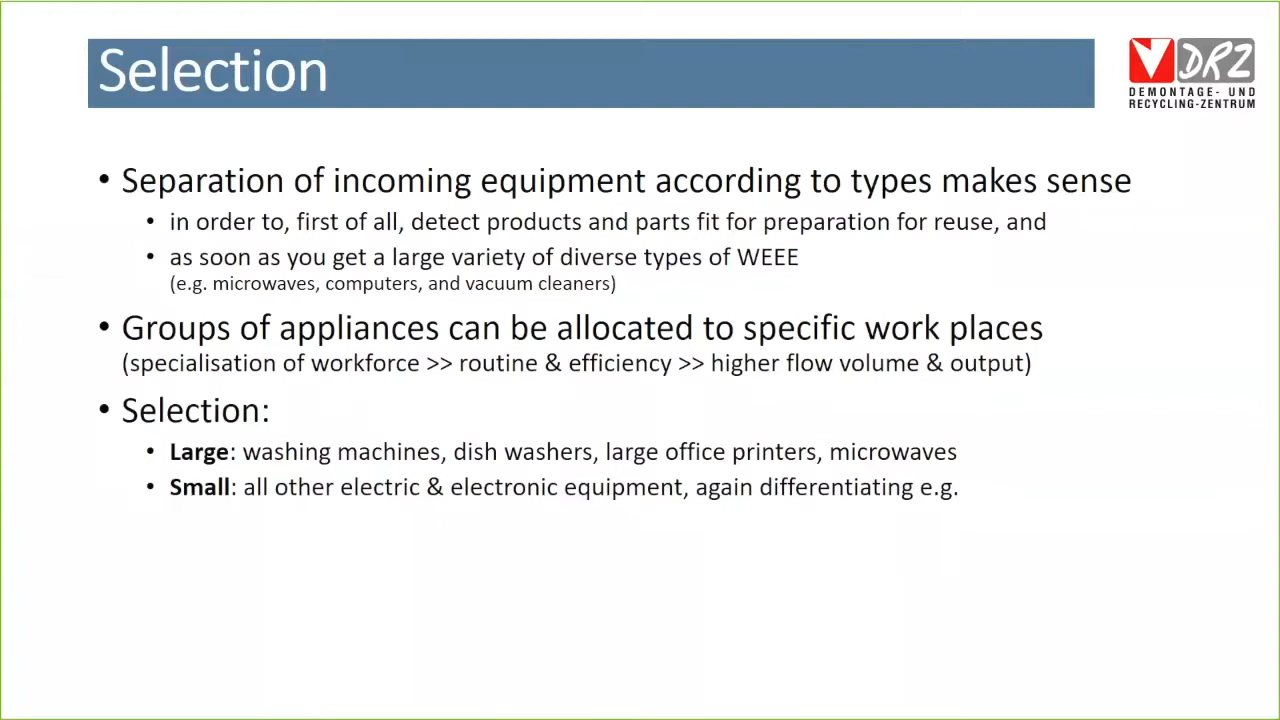 Selection
DRZ
DEMONTAGE- UND
RECYCLING-ZENTRUM
• Separation of incoming equipment according to types makes sense
• in order to, first of all, detect products and parts fit for preparation for reuse, and
• as soon as you get a large variety of diverse types of WEEE
(e.g. microwaves, computers, and vacuum cleaners)
• Groups of appliances can be allocated to specific work places
(specialisation of workforce >> routine & efficiency >> higher flow volume & output)
• Selection:
• Large: washing machines, dish washers, large office printers, microwaves
• Small: all other electric & electronic equipment, again differentiating e.g.